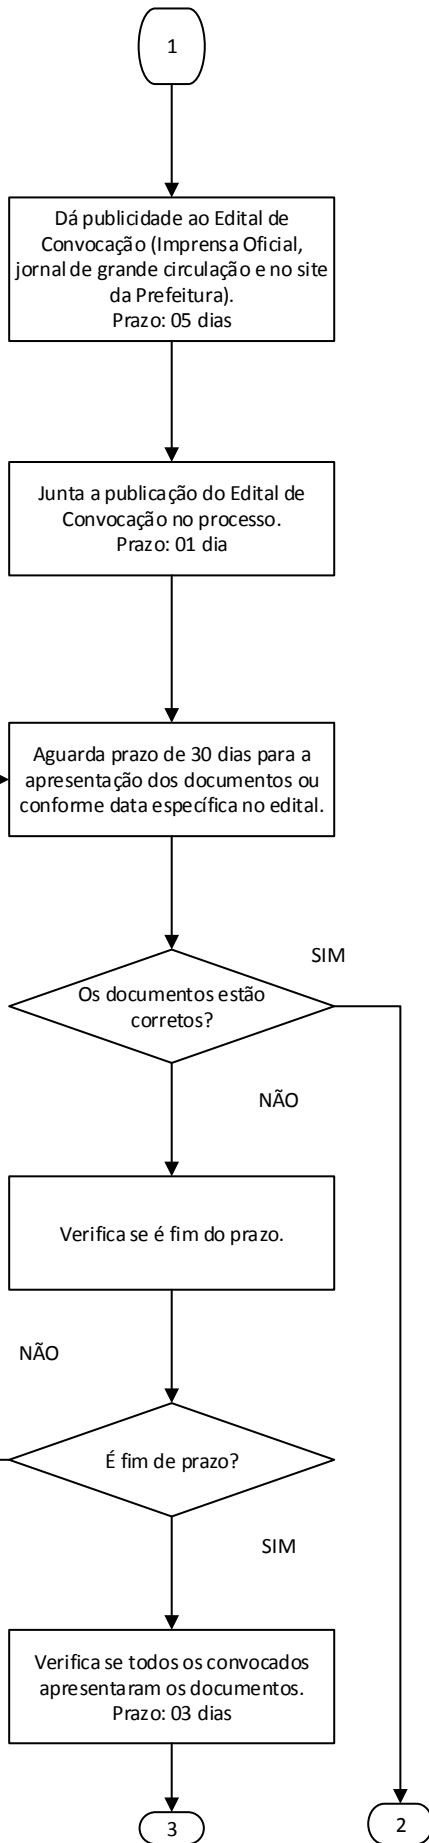 1
Dá publicidade ao Edital de
Convocação (Imprensa Oficial,
jornal de grande circulação e no site
da Prefeitura).
Prazo: 05 dias
Junta a publicação do Edital de
Convocação no processo.
Prazo: 01 dia
Aguarda prazo de 30 dias para a
apresentação dos documentos ou
conforme data específica no edital.
SIM
Os documentos estão
corretos?
NÃO
Verifica se é fim do prazo.
NÃO
É fim de prazo?
SIM
Verifica se todos os convocados
apresentaram os documentos.
Prazo: 03 dias
3
2